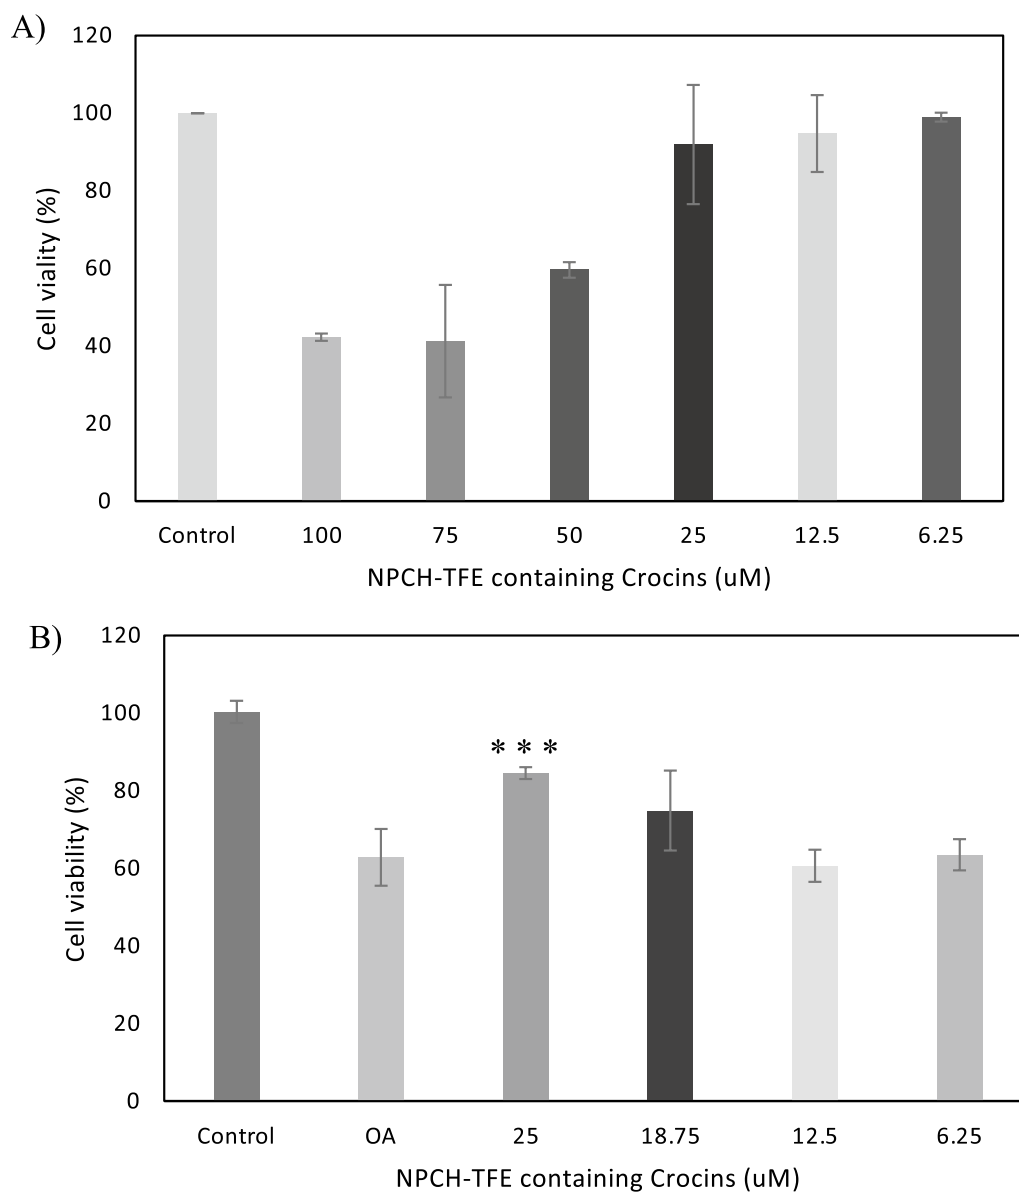 A)
120
100
80
60
40
20
0
Cell viality (%)
Control 100 75 50 25 12.5 6.25
NPCH-TFE containing Crocins (uM)
B)
120
100
80
60
40
20
0
Cell viability (%)
***
Control OA 25 18.75 12.5 6.25
NPCH-TFE containing Crocins (uM)